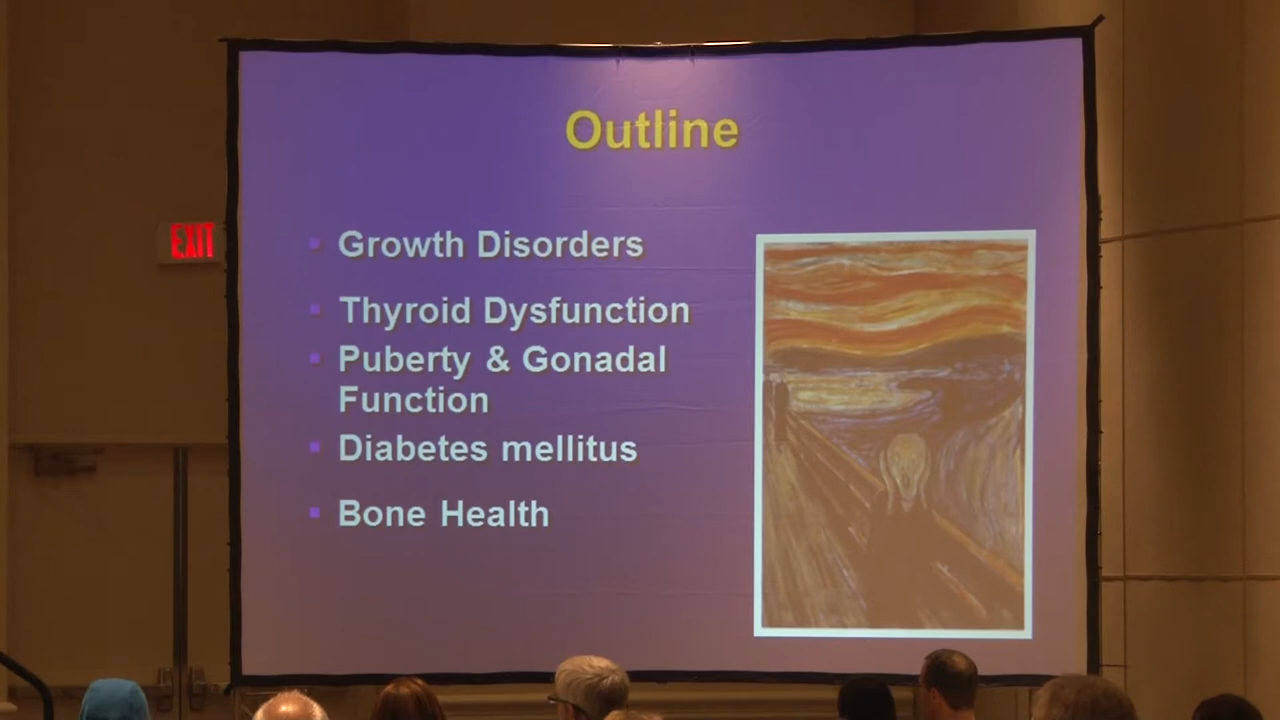 Outline
EXIT
Growth Disorders
Thyroid Dysfunction
Puberty & Gonadal
Function
Diabetes mellitus
Bone Health